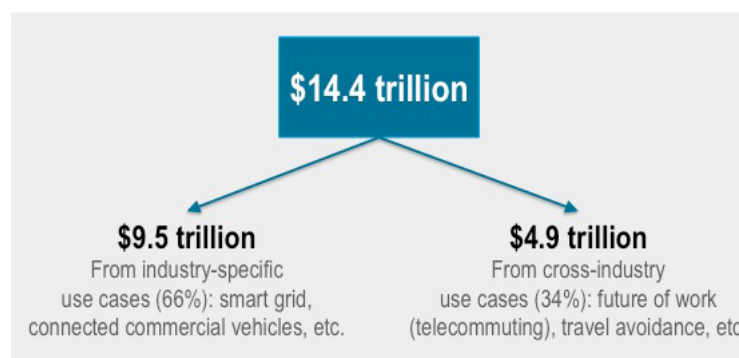 $14.4 trillion
$9.5 trillion
From industry-specific
use cases (66%): smart grid,
connected commercial vehicles, etc.
$4.9 trillion
From cross-industry
use cases (34%): future of work
(telecommuting), travel avoidance, etc